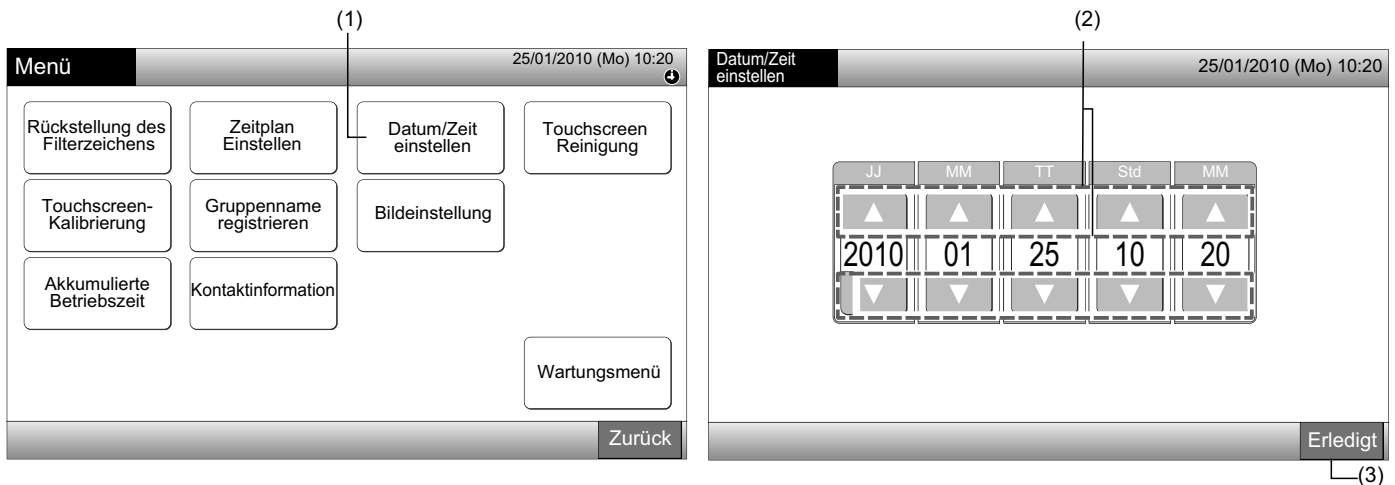 (1)
Menü
25/01/2010 (Mo) 10:20
Rückstellung des
Filterzeichens
Zeitplan
Einstellen
Datum/Zeit
einstellen
Touchscreen
Reinigung
Touchscreen-
Kalibrierung
Gruppenname
registrieren
Bildeinstellung
Akkumulierte
Betriebszeit
Kontaktinformation
Wartungsmenü
Zurück
(2)
Datum/Zeit
einstellen
25/01/2010 (Mo) 10:20
JJ MM TT Std MM
2010 01 25 10 20
Erledigt
(3)